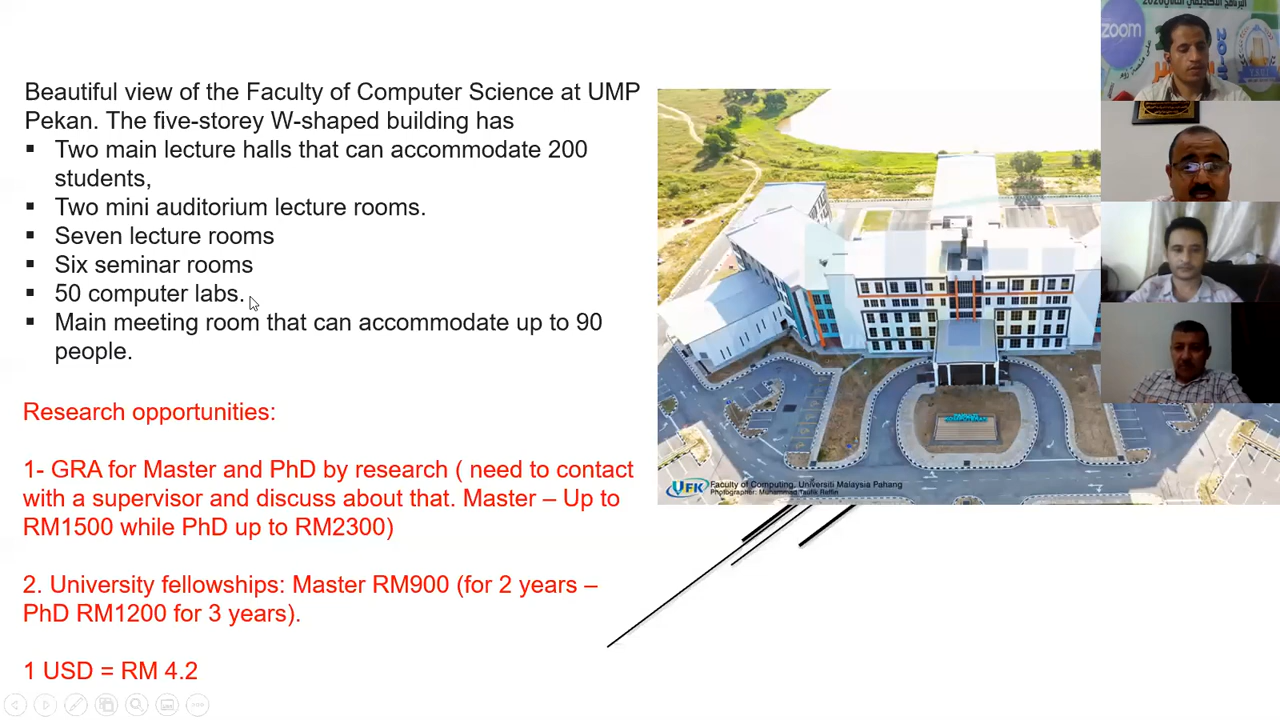 Beautiful view of the Faculty of Computer Science at UMP
Pekan. The five-storey W-shaped building has
▪ Two main lecture halls that can accommodate 200
students,
▪ Two mini auditorium lecture rooms.
▪ Seven lecture rooms
▪ Six seminar rooms
▪ 50 computer labs.
▪ Main meeting room that can accommodate up to 90
people.
Research opportunities:
1- GRA for Master and PhD by research ( need to contact
with a supervisor and discuss about that. Master – Up to
RM1500 while PhD up to RM2300)
2. University fellowships: Master RM900 (for 2 years –
PhD RM1200 for 3 years).
1 USD = RM 4.2
UFK
Faculty of Computing, Universiti Malaysia Pahang
Photographer: Muhammad Taufik Reffin
zoom